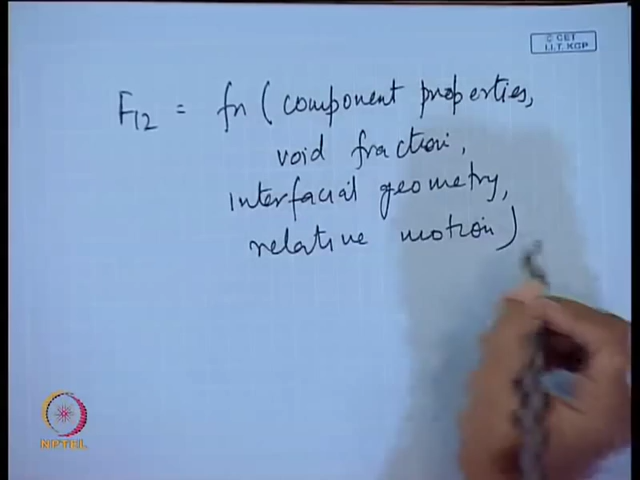 © CET
I.I.T. KGP
F12 = fn (component properties,
void fraction,
interfacial geometry,
relative motion)
NPTEL